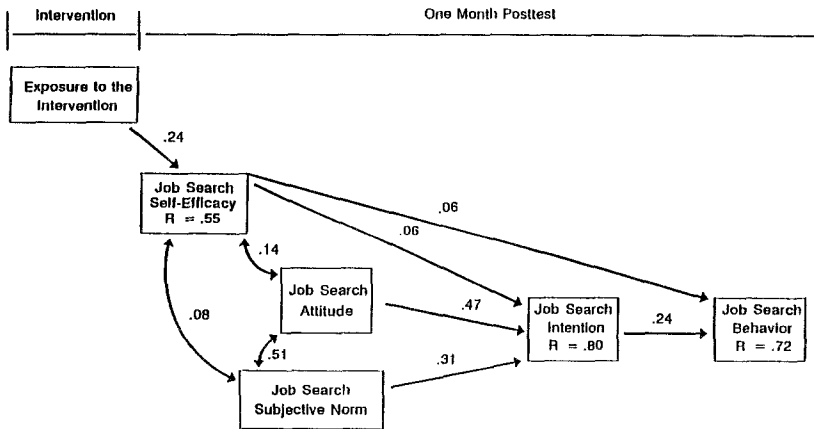 Intervention
One Month Posttest
Exposure to the
Intervention
.24
Job Search
Self-Efficacy
R = .55
.06
.06
.14
Job Search
Attitude
.08
.47
Job Search
Intention
R = .80
.24
Job Search
Behavior
R = .72
.51
.31
Job Search
Subjective Norm